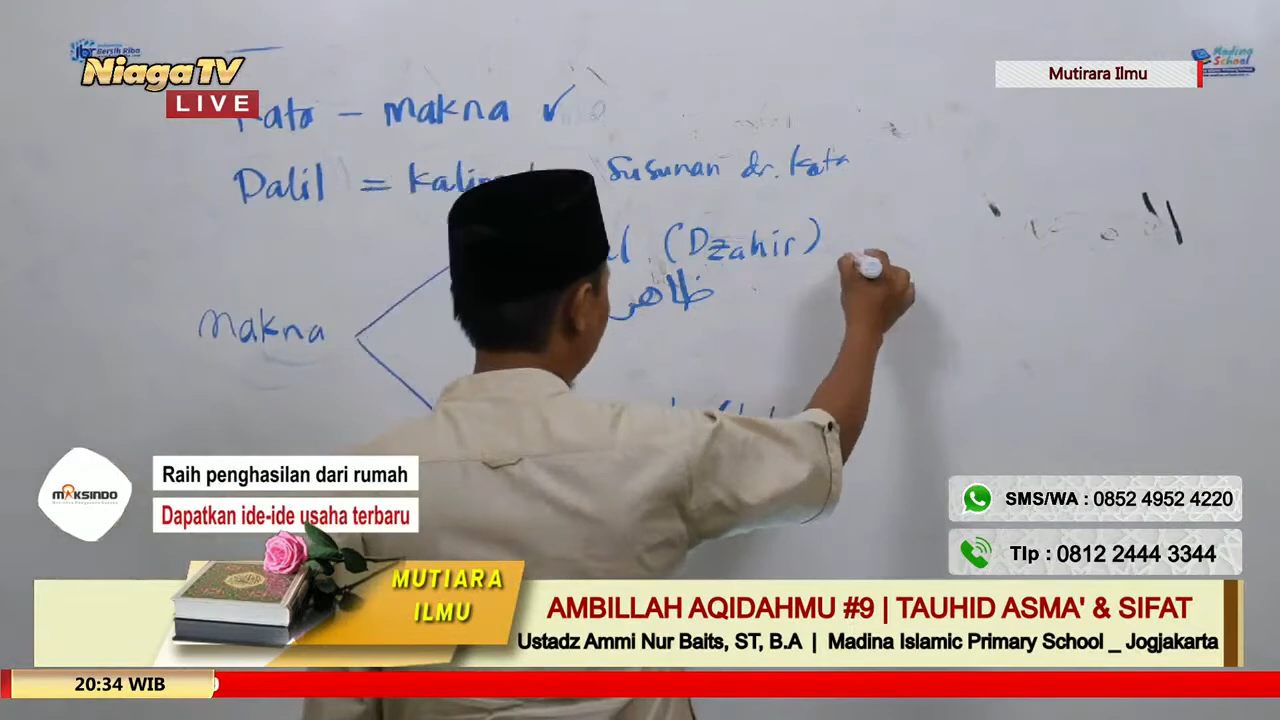 Bersih Riba
NiagaTV
LIVE
Mutirara Ilmu
Madina
School
Kata - Makna ✓
Dalil = Susunan dr. Kata
(Dzahir)
ظاهر
Makna
MAKSINDO
Raih penghasilan dari rumah
Dapatkan ide-ide usaha terbaru
SMS/WA : 0852 4952 4220
Tlp : 0812 2444 3344
MUTIARA
ILMU
AMBILLAH AQIDAHMU #9 | TAUHID ASMA' & SIFAT
Ustadz Ammi Nur Baits, ST, B.A | Madina Islamic Primary School _ Jogjakarta
20:34 WIB